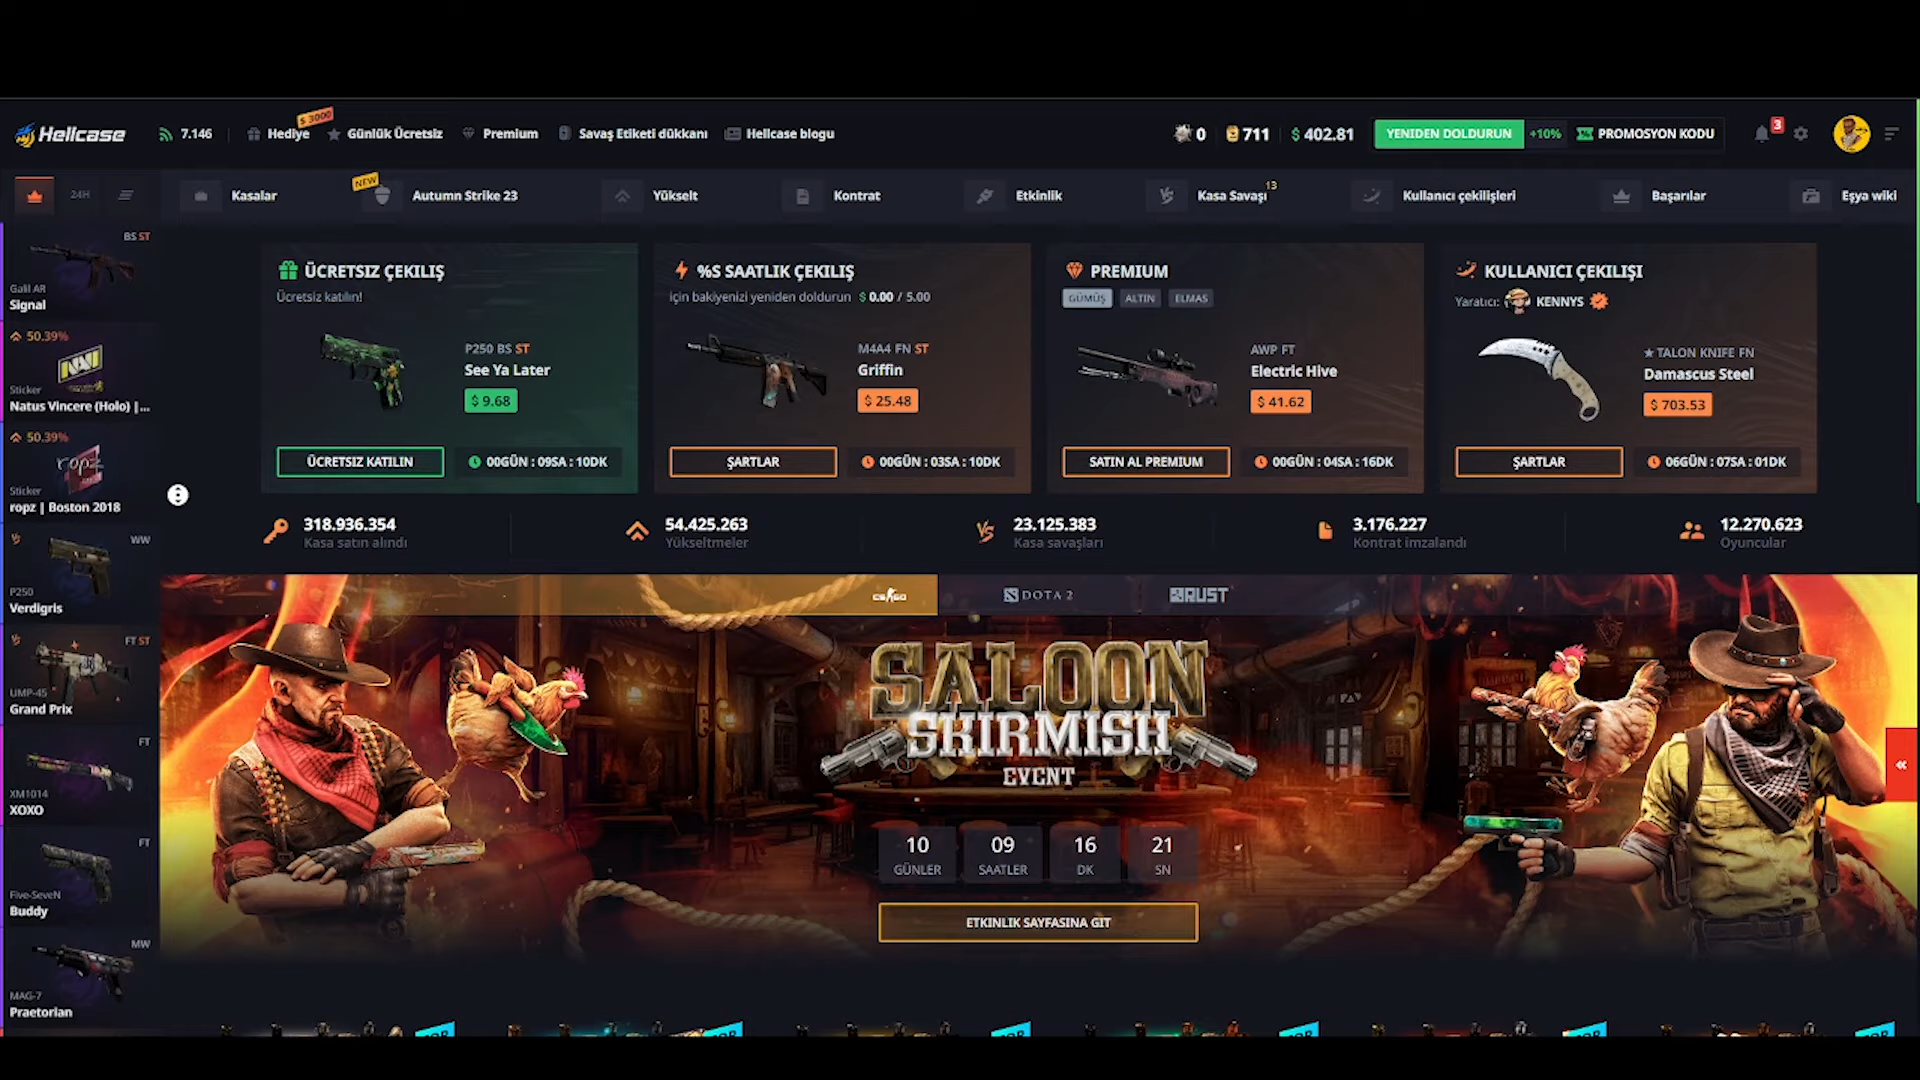 Hellcase
7.146
Hediye
$ 3000
Günlük Ücretsiz
Premium
Savaş Etiketi dükkanı
Hellcase blogu
0
711
$ 402.81
YENİDEN DOLDURUN
+10%
PROMOSYON KODU
3
24H
Kasalar
NEW
Autumn Strike 23
Yükselt
Kontrat
Etkinlik
Kasa Savaşı
13
Kullanıcı çekilişleri
Başarılar
Eşya wiki
BS ST
Galil AR
Signal
50.39%
Sticker
Natus Vincere (Holo) |...
50.39%
Sticker
ropz | Boston 2018
WW
P250
Verdigris
FT ST
UMP-45
Grand Prix
FT
XM1014
XOXO
FT
Five-SeveN
Buddy
MW
MAG-7
Praetorian
ÜCRETSIZ ÇEKILIŞ
Ücretsiz katılın!
P250 BS ST
See Ya Later
$ 9.68
ÜCRETSIZ KATILIN
00GÜN : 09SA : 10DK
%S SAATLIK ÇEKILIŞ
için bakiyenizi yeniden doldurun $ 0.00 / 5.00
M4A4 FN ST
Griffin
$ 25.48
ŞARTLAR
00GÜN : 03SA : 10DK
PREMIUM
GÜMÜŞ
ALTIN
ELMAS
AWP FT
Electric Hive
$ 41.62
SATIN AL PREMIUM
00GÜN : 04SA : 16DK
KULLANICI ÇEKILIŞI
Yaratıcı: KENNYS
★ TALON KNIFE FN
Damascus Steel
$ 703.53
ŞARTLAR
06GÜN : 07SA : 01DK
318.936.354
Kasa satın alındı
54.425.263
Yükseltmeler
VS
23.125.383
Kasa savaşları
3.176.227
Kontrat imzalandı
12.270.623
Oyuncular
CS GO
DOTA 2
RUST
SALOON
SKIRMISH
EVENT
10
GÜNLER
09
SAATLER
16
DK
21
SN
ETKINLIK SAYFASINA GIT